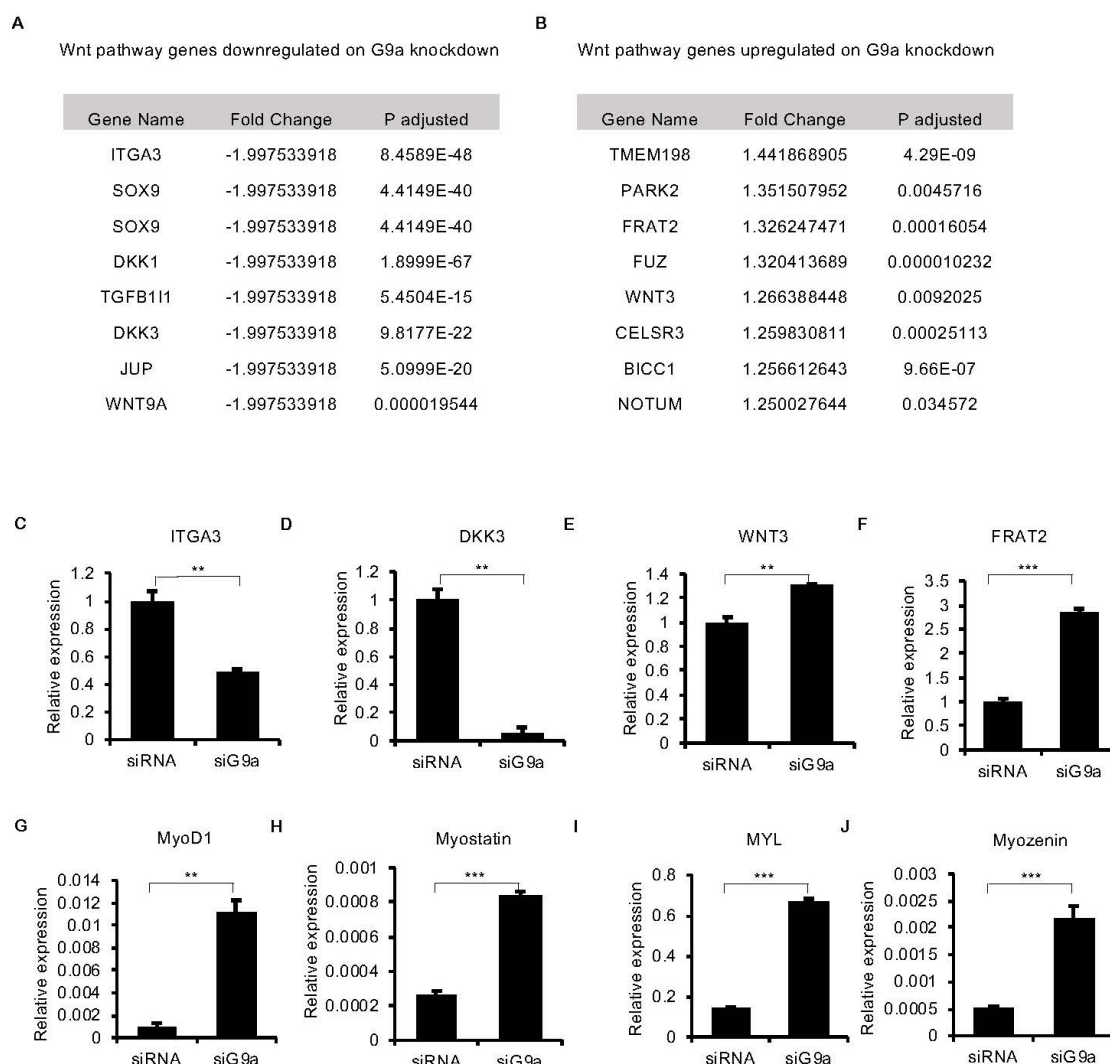 A
Wnt pathway genes downregulated on G9a knockdown
Gene Name Fold Change P adjusted
ITGA3 -1.997533918 8.4589E-48
SOX9 -1.997533918 4.4149E-40
SOX9 -1.997533918 4.4149E-40
DKK1 -1.997533918 1.8999E-67
TGFB1I1 -1.997533918 5.4504E-15
DKK3 -1.997533918 9.8177E-22
JUP -1.997533918 5.0999E-20
WNT9A -1.997533918 0.000019544
B
Wnt pathway genes upregulated on G9a knockdown
Gene Name Fold Change P adjusted
TMEM198 1.441868905 4.29E-09
PARK2 1.351507952 0.0045716
FRAT2 1.326247471 0.00016054
FUZ 1.320413689 0.000010232
WNT3 1.266388448 0.0092025
CELSR3 1.259830811 0.00025113
BICC1 1.256612643 9.66E-07
NOTUM 1.250027644 0.034572
C
ITGA3
**
Relative expression
1.2
1
0.8
0.6
0.4
0.2
0
siRNA siG9a
D
DKK3
**
Relative expression
1.2
1
0.8
0.6
0.4
0.2
0
siRNA siG9a
E
WNT3
**
Relative expression
1.4
1.2
1
0.8
0.6
0.4
0.2
0
siRNA siG9a
F
FRAT2
***
Relative expression
3.5
3
2.5
2
1.5
1
0.5
0
siRNA siG9a
G
MyoD1
**
Relative expression
0.014
0.012
0.01
0.008
0.006
0.004
0.002
0
siRNA siG9a
H
Myostatin
***
Relative expression
0.001
0.0008
0.0006
0.0004
0.0002
0
siRNA siG9a
I
MYL
***
Relative expression
0.8
0.6
0.4
0.2
0
siRNA siG9a
J
Myozenin
***
Relative expression
0.003
0.0025
0.002
0.0015
0.001
0.0005
0
siRNA siG9a